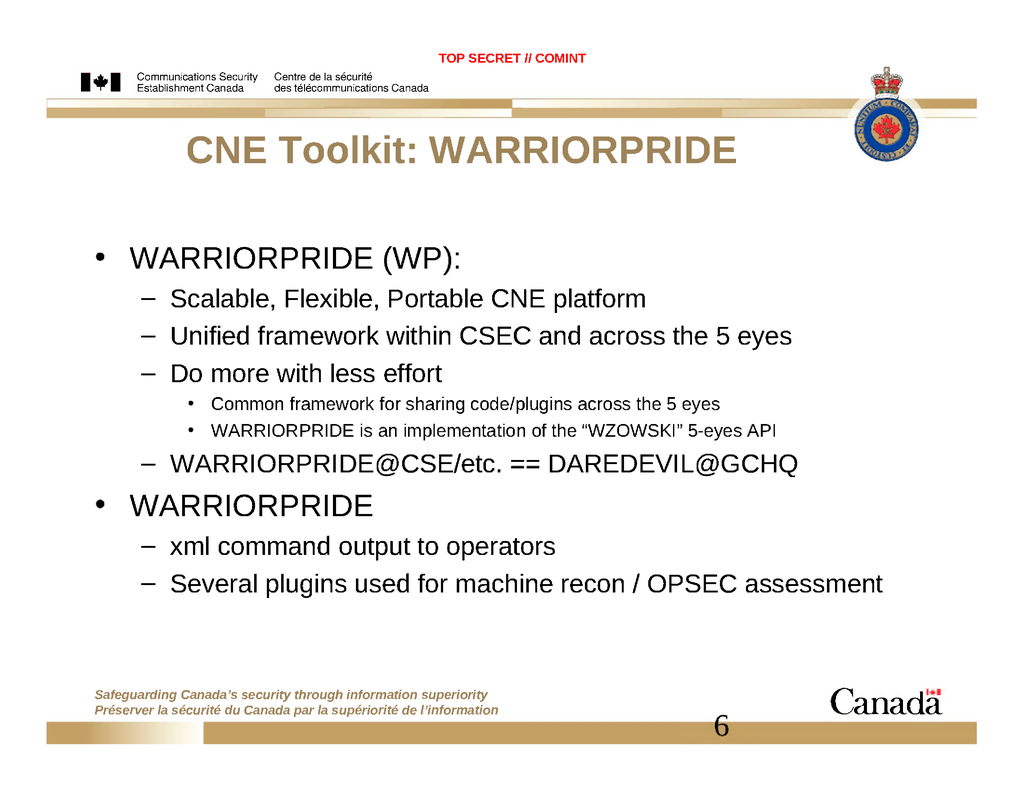 TOP SECRET // COMINT
Communications Security Centre de la sécurité
Establishment Canada des télécommunications Canada
CNE Toolkit: WARRIORPRIDE
• WARRIORPRIDE (WP):
– Scalable, Flexible, Portable CNE platform
– Unified framework within CSEC and across the 5 eyes
– Do more with less effort
• Common framework for sharing code/plugins across the 5 eyes
• WARRIORPRIDE is an implementation of the “WZOWSKI” 5-eyes API
– WARRIORPRIDE@CSE/etc. == DAREDEVIL@GCHQ
• WARRIORPRIDE
– xml command output to operators
– Several plugins used for machine recon / OPSEC assessment
Safeguarding Canada’s security through information superiority
Préserver la sécurité du Canada par la supériorité de l’information
Canada
6